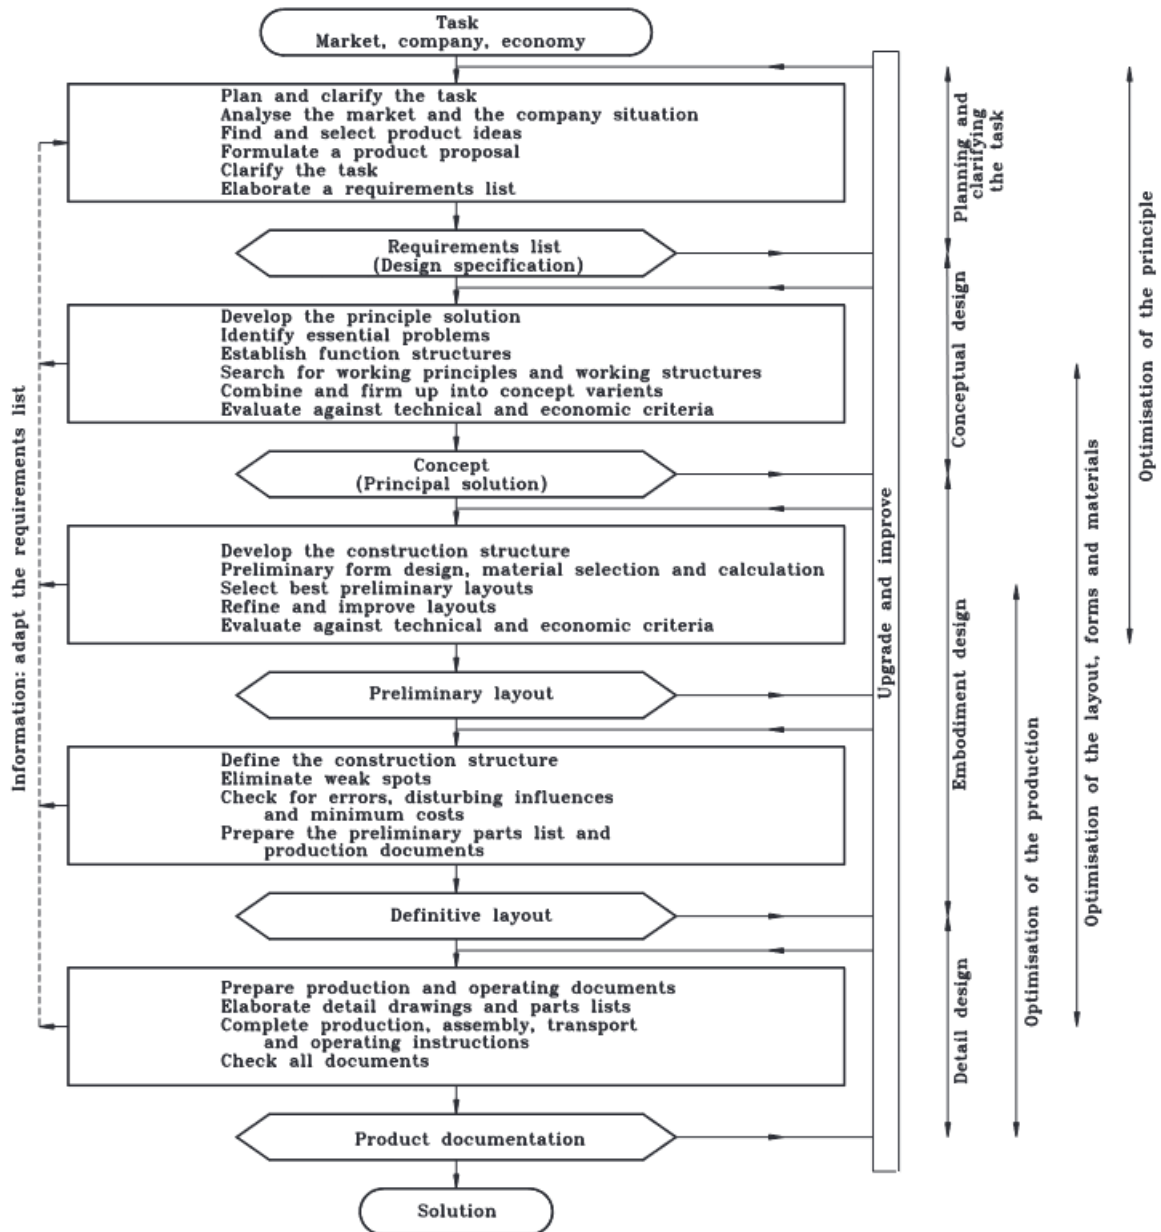 Task
Market, company, economy
Plan and clarify the task
Analyse the market and the company situation
Find and select product ideas
Formulate a product proposal
Clarify the task
Elaborate a requirements list
Requirements list
(Design specification)
Develop the principle solution
Identify essential problems
Establish function structures
Search for working principles and working structures
Combine and firm up into concept varients
Evaluate against technical and economic criteria
Concept
(Principal solution)
Develop the construction structure
Preliminary form design, material selection and calculation
Select best preliminary layouts
Refine and improve layouts
Evaluate against technical and economic criteria
Preliminary layout
Define the construction structure
Eliminate weak spots
Check for errors, disturbing influences
and minimum costs
Prepare the preliminary parts list and
production documents
Definitive layout
Prepare production and operating documents
Elaborate detail drawings and parts lists
Complete production, assembly, transport
and operating instructions
Check all documents
Product documentation
Solution
Information: adapt the requirements list
Upgrade and improve
Planning and
clarifying
the task
Conceptual design
Embodiment design
Detail design
Optimisation of the production
Optimisation of the layout, forms and materials
Optimisation of the principle